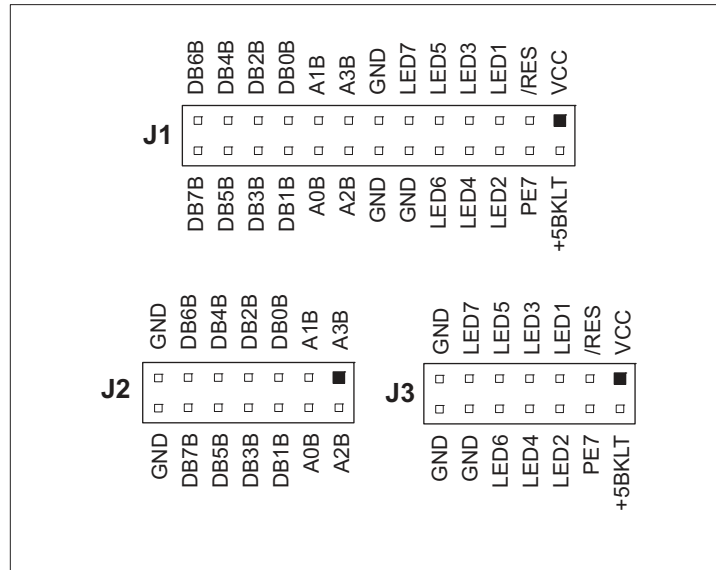 DB6B DB4B DB2B DB0B A1B A3B GND LED7 LED5 LED3 LED1 /RES VCC
J1
DB7B DB5B DB3B DB1B A0B A2B GND GND LED6 LED4 LED2 PE7 +5BKLT
GND DB6B DB4B DB2B DB0B A1B A3B
J2
GND DB7B DB5B DB3B DB1B A0B A2B
GND LED7 LED5 LED3 LED1 /RES VCC
J3
GND GND LED6 LED4 LED2 PE7 +5BKLT